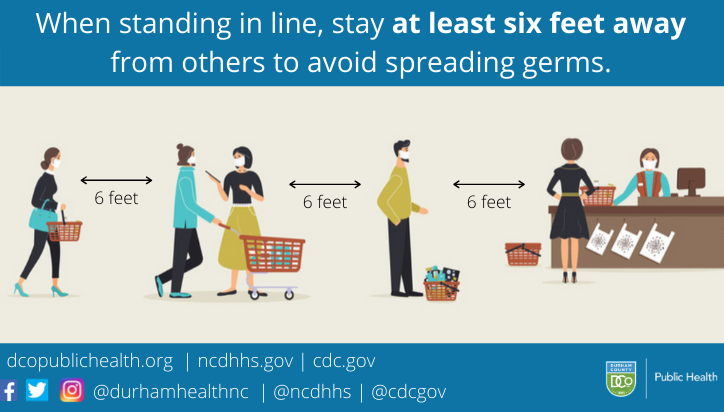 When standing in line, stay at least six feet away
from others to avoid spreading germs.
6 feet
6 feet
6 feet
dcopublichealth.org | ncdhhs.gov | cdc.gov
@durhamhealthnc | @ncdhhs | @cdcgov
DURHAM
COUNTY
DCO
Public Health